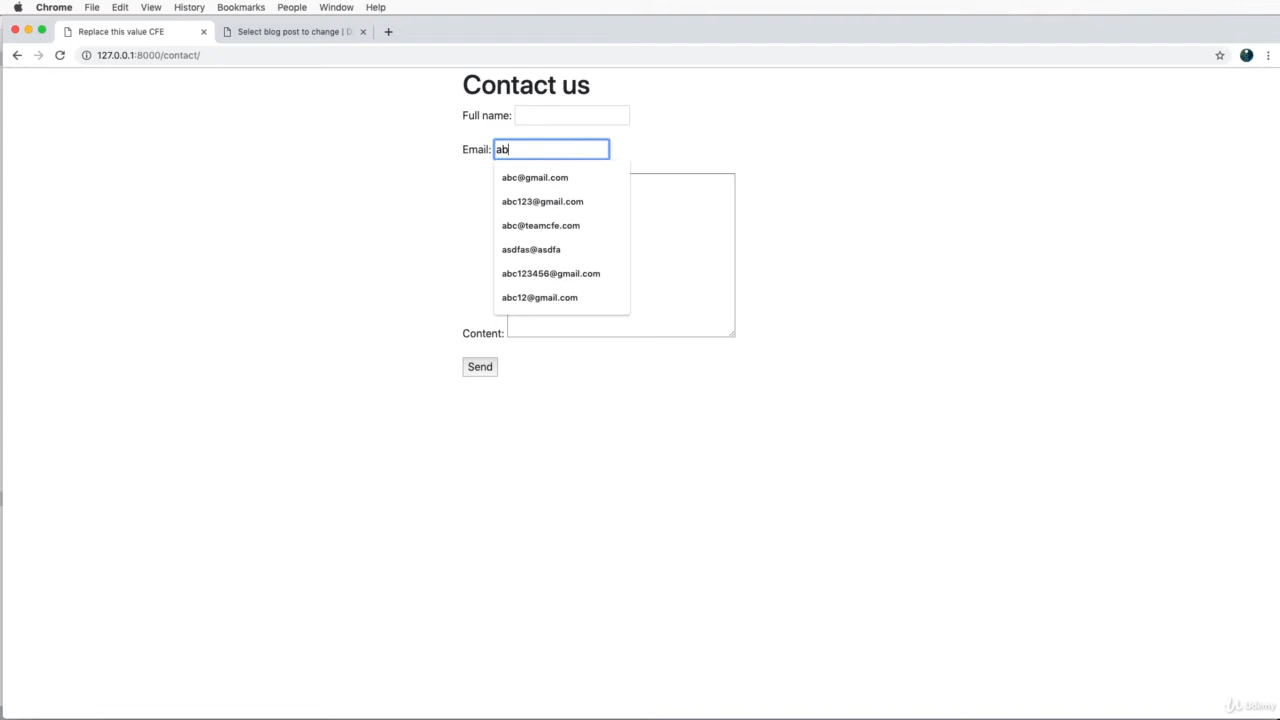 Chrome File Edit View History Bookmarks People Window Help
Replace this value CFE
Select blog post to change | D
127.0.0.1:8000/contact/
Contact us
Full name:
Email: ab
abc@gmail.com
abc123@gmail.com
abc@teamcfe.com
asdfas@asdfa
abc123456@gmail.com
abc12@gmail.com
Content:
Send
Udemy